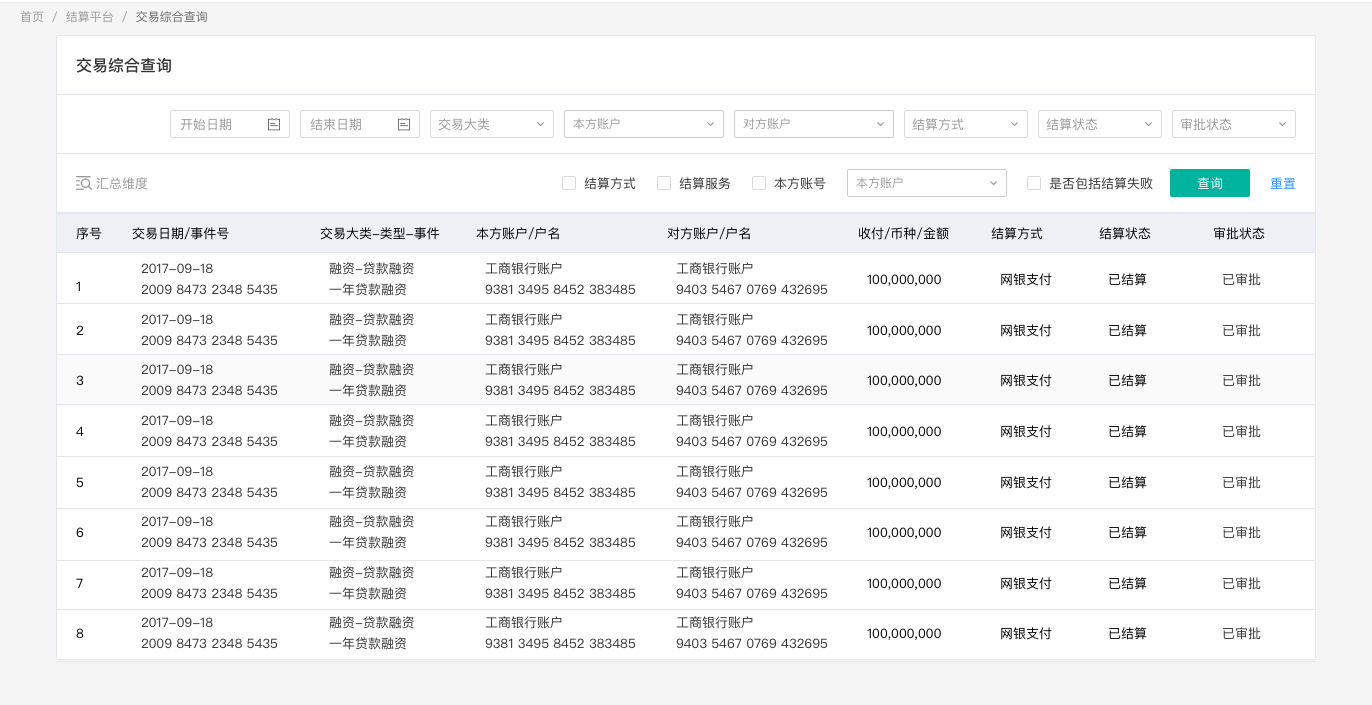 首页 / 结算平台 / 交易综合查询
交易综合查询
开始日期 结束日期 交易大类 本方账户 对方账户 结算方式 结算状态 审批状态
汇总维度 结算方式 结算服务 本方账号 本方账户 是否包括结算失败 查询 重置
序号 交易日期/事件号 交易大类-类型-事件 本方账户/户名 对方账户/户名 收付/币种/金额 结算方式 结算状态 审批状态
2017-09-18 融资-贷款融资 工商银行账户 工商银行账户
1 2009 8473 2348 5435 一年贷款融资 9381 3495 8452 383485 9403 5467 0769 432695 100,000,000 网银支付 已结算 已审批
2017-09-18 融资-贷款融资 工商银行账户 工商银行账户
2 2009 8473 2348 5435 一年贷款融资 9381 3495 8452 383485 9403 5467 0769 432695 100,000,000 网银支付 已结算 已审批
2017-09-18 融资-贷款融资 工商银行账户 工商银行账户
3 2009 8473 2348 5435 一年贷款融资 9381 3495 8452 383485 9403 5467 0769 432695 100,000,000 网银支付 已结算 已审批
2017-09-18 融资-贷款融资 工商银行账户 工商银行账户
4 2009 8473 2348 5435 一年贷款融资 9381 3495 8452 383485 9403 5467 0769 432695 100,000,000 网银支付 已结算 已审批
2017-09-18 融资-贷款融资 工商银行账户 工商银行账户
5 2009 8473 2348 5435 一年贷款融资 9381 3495 8452 383485 9403 5467 0769 432695 100,000,000 网银支付 已结算 已审批
2017-09-18 融资-贷款融资 工商银行账户 工商银行账户
6 2009 8473 2348 5435 一年贷款融资 9381 3495 8452 383485 9403 5467 0769 432695 100,000,000 网银支付 已结算 已审批
2017-09-18 融资-贷款融资 工商银行账户 工商银行账户
7 2009 8473 2348 5435 一年贷款融资 9381 3495 8452 383485 9403 5467 0769 432695 100,000,000 网银支付 已结算 已审批
2017-09-18 融资-贷款融资 工商银行账户 工商银行账户
8 2009 8473 2348 5435 一年贷款融资 9381 3495 8452 383485 9403 5467 0769 432695 100,000,000 网银支付 已结算 已审批